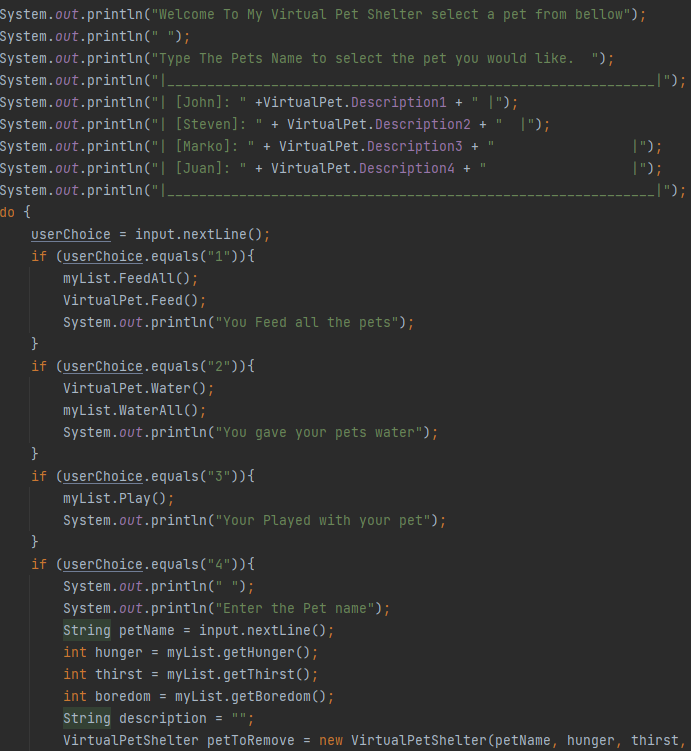 System.out.println("Welcome To My Virtual Pet Shelter select a pet from bellow");
System.out.println(" ");
System.out.println("Type The Pets Name to select the pet you would like.  ");
System.out.println("|_____________________________________________________________|");
System.out.println("| [John]: " +VirtualPet.Description1 + " |");
System.out.println("| [Steven]: " + VirtualPet.Description2 + "  |");
System.out.println("| [Marko]: " + VirtualPet.Description3 + "                 |");
System.out.println("| [Juan]: " + VirtualPet.Description4 + "                  |");
System.out.println("|_____________________________________________________________|");
do {
    userChoice = input.nextLine();
    if (userChoice.equals("1")){
        myList.FeedAll();
        VirtualPet.Feed();
        System.out.println("You Feed all the pets");
    }
    if (userChoice.equals("2")){
        VirtualPet.Water();
        myList.WaterAll();
        System.out.println("You gave your pets water");
    }
    if (userChoice.equals("3")){
        myList.Play();
        System.out.println("Your Played with your pet");
    }
    if (userChoice.equals("4")){
        System.out.println(" ");
        System.out.println("Enter the Pet name");
        String petName = input.nextLine();
        int hunger = myList.getHunger();
        int thirst = myList.getThirst();
        int boredom = myList.getBoredom();
        String description = "";
        VirtualPetShelter petToRemove = new VirtualPetShelter(petName, hunger, thirst,